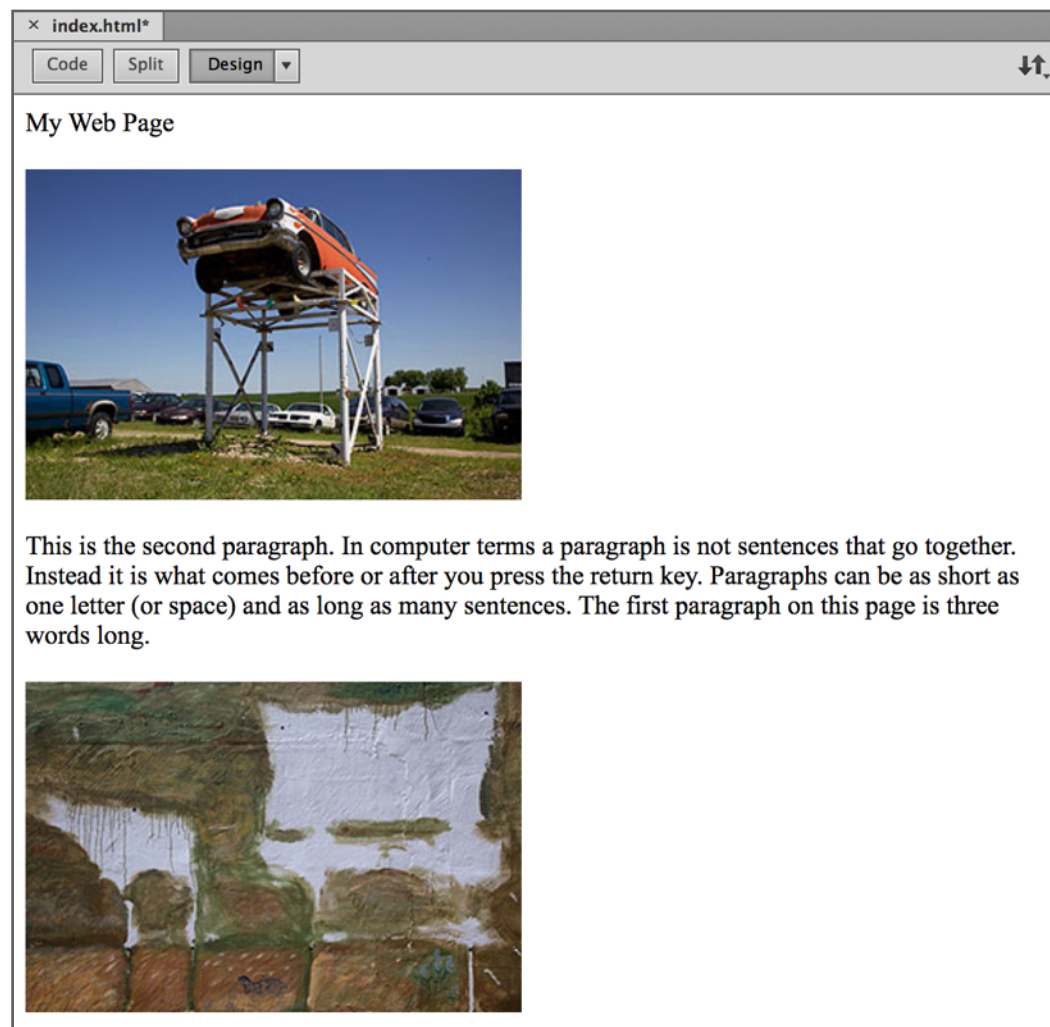 × index.html*
Code Split Design
My Web Page
This is the second paragraph. In computer terms a paragraph is not sentences that go together.
Instead it is what comes before or after you press the return key. Paragraphs can be as short as
one letter (or space) and as long as many sentences. The first paragraph on this page is three
words long.